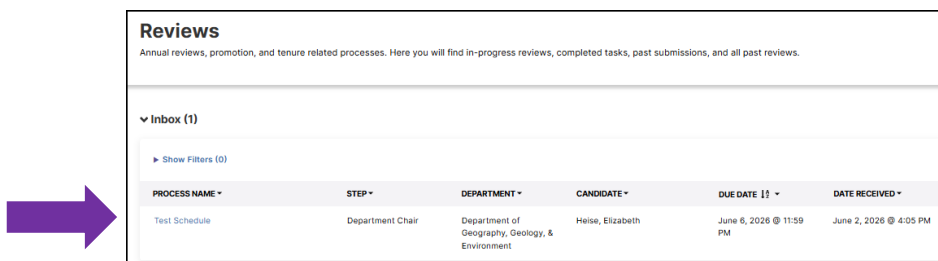 Reviews
Annual reviews, promotion, and tenure related processes. Here you will find in-progress reviews, completed tasks, past submissions, and all past reviews.
Inbox (1)
Show Filters (0)
PROCESS NAME STEP DEPARTMENT CANDIDATE DUE DATE DATE RECEIVED
Test Schedule Department Chair Department of Heise, Elizabeth June 6, 2026 @ 11:59 June 2, 2026 @ 4:05 PM
Geography, Geology, & PM
Environment